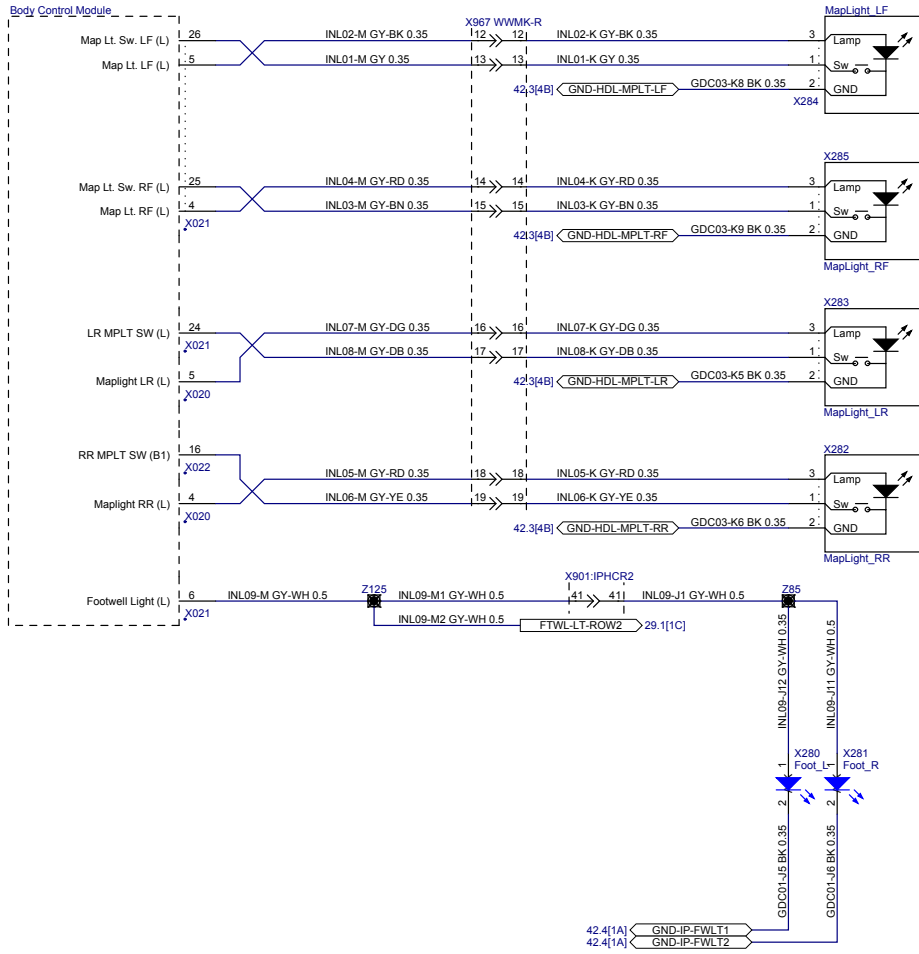 Body Control Module
MapLight_LF
X967 WWMK-R
Map Lt. Sw. LF (L) 26 INL02-M GY-BK 0.35 12 12 INL02-K GY-BK 0.35 3 Lamp
Map Lt. LF (L) 5 INL01-M GY 0.35 13 13 INL01-K GY 0.35 1 Sw
42.3[4B] GND-HDL-MPLT-LF GDC03-K8 BK 0.35 2 GND
X284
X285
Map Lt. Sw. RF (L) 25 INL04-M GY-RD 0.35 14 14 INL04-K GY-RD 0.35 3 Lamp
Map Lt. RF (L) 4 INL03-M GY-BN 0.35 15 15 INL03-K GY-BN 0.35 1 Sw
X021
42.3[4B] GND-HDL-MPLT-RF GDC03-K9 BK 0.35 2 GND
MapLight_RF
X283
LR MPLT SW (L) 24 INL07-M GY-DG 0.35 16 16 INL07-K GY-DG 0.35 3 Lamp
X021
INL08-M GY-DB 0.35 17 17 INL08-K GY-DB 0.35 1 Sw
Maplight LR (L) 5 42.3[4B] GND-HDL-MPLT-LR GDC03-K5 BK 0.35 2 GND
X020
MapLight_LR
X282
RR MPLT SW (B1) 16
X022
INL05-M GY-RD 0.35 18 18 INL05-K GY-RD 0.35 3 Lamp
Maplight RR (L) 4 INL06-M GY-YE 0.35 19 19 INL06-K GY-YE 0.35 1 Sw
X020
42.3[4B] GND-HDL-MPLT-RR GDC03-K6 BK 0.35 2 GND
MapLight_RR
X901:IPHCR2
Footwell Light (L) 6 INL09-M GY-WH 0.5 Z125 INL09-M1 GY-WH 0.5 41 41 INL09-J1 GY-WH 0.5 Z85
X021
INL09-M2 GY-WH 0.5 FTWL-LT-ROW2 29.1[1C]
INL09-J12 GY-WH 0.35
INL09-J11 GY-WH 0.5
X280 X281
1 Foot_L 1 Foot_R
2 2
GDC01-J5 BK 0.35
GDC01-J6 BK 0.35
42.4[1A] GND-IP-FWLT1
42.4[1A] GND-IP-FWLT2